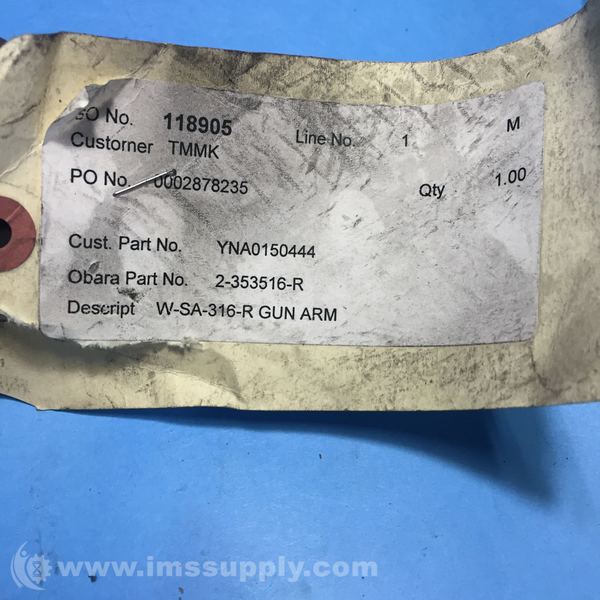 SO No. 118905 Line No. 1 M
Customer TMMK
PO No. 0002878235 Qty 1.00
Cust. Part No. YNA0150444
Obara Part No. 2-353516-R
Descript W-SA-316-R GUN ARM
www.imssupply.com